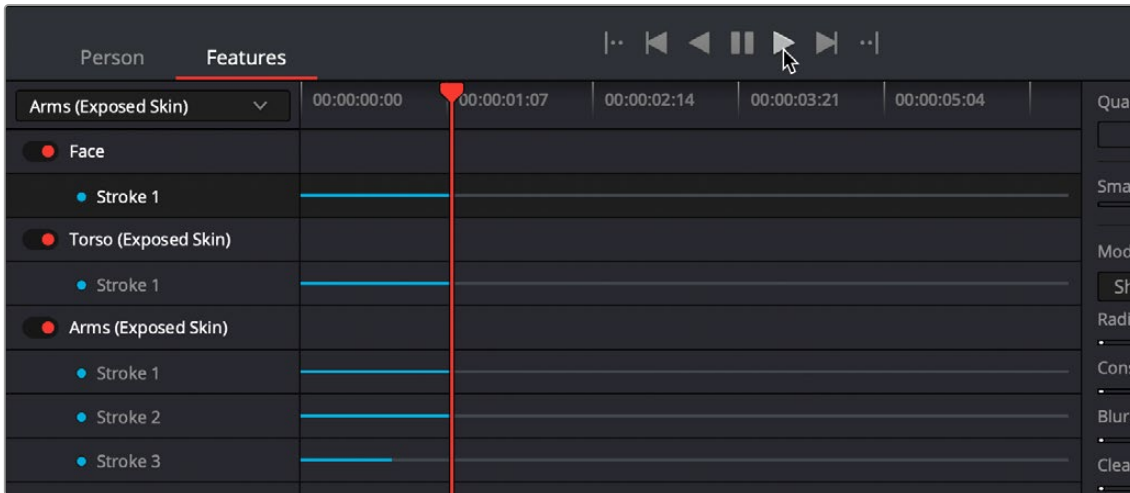 Person Features
Arms (Exposed Skin) 00:00:00:00 00:00:01:07 00:00:02:14 00:00:03:21 00:00:05:04
Face
Stroke 1
Torso (Exposed Skin)
Stroke 1
Arms (Exposed Skin)
Stroke 1
Stroke 2
Stroke 3
Qua
Sma
Mod
Sh
Radi
Cons
Blur
Clea